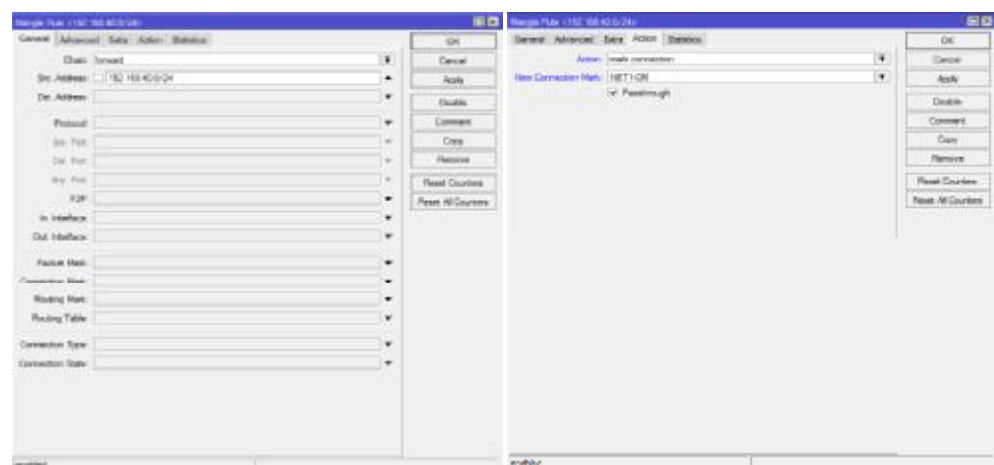 Mangle Rule <192.168.40.0/24>
General Advanced Extra Action Statistics
Chain: forward
Src. Address: 192.168.40.0/24
Dst. Address:
Protocol:
Src. Port:
Dst. Port:
Any. Port:
P2P:
In. Interface:
Out. Interface:
Packet Mark:
Connection Mark:
Routing Mark:
Routing Table:
Connection Type:
Connection State:
OK
Cancel
Apply
Disable
Comment
Copy
Remove
Reset Counters
Reset All Counters
enabled
Mangle Rule <192.168.40.0/24>
General Advanced Extra Action Statistics
Action: mark connection
New Connection Mark:
Passthrough
OK
Cancel
Apply
Disable
Comment
Copy
Remove
Reset Counters
Reset All Counters